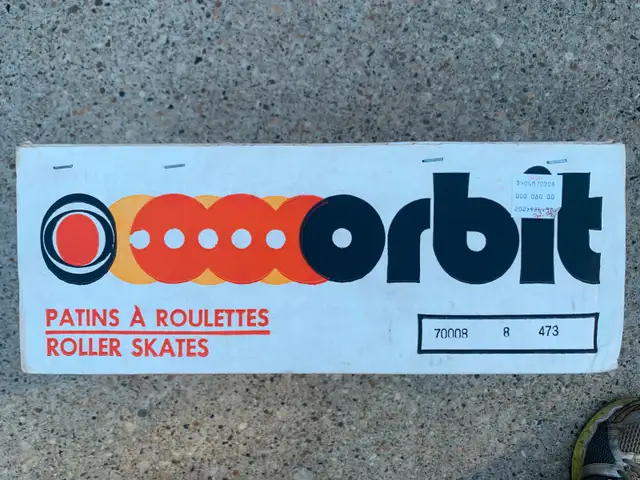 orbit
PATINS À ROULETTES
ROLLER SKATES
70008 8 473